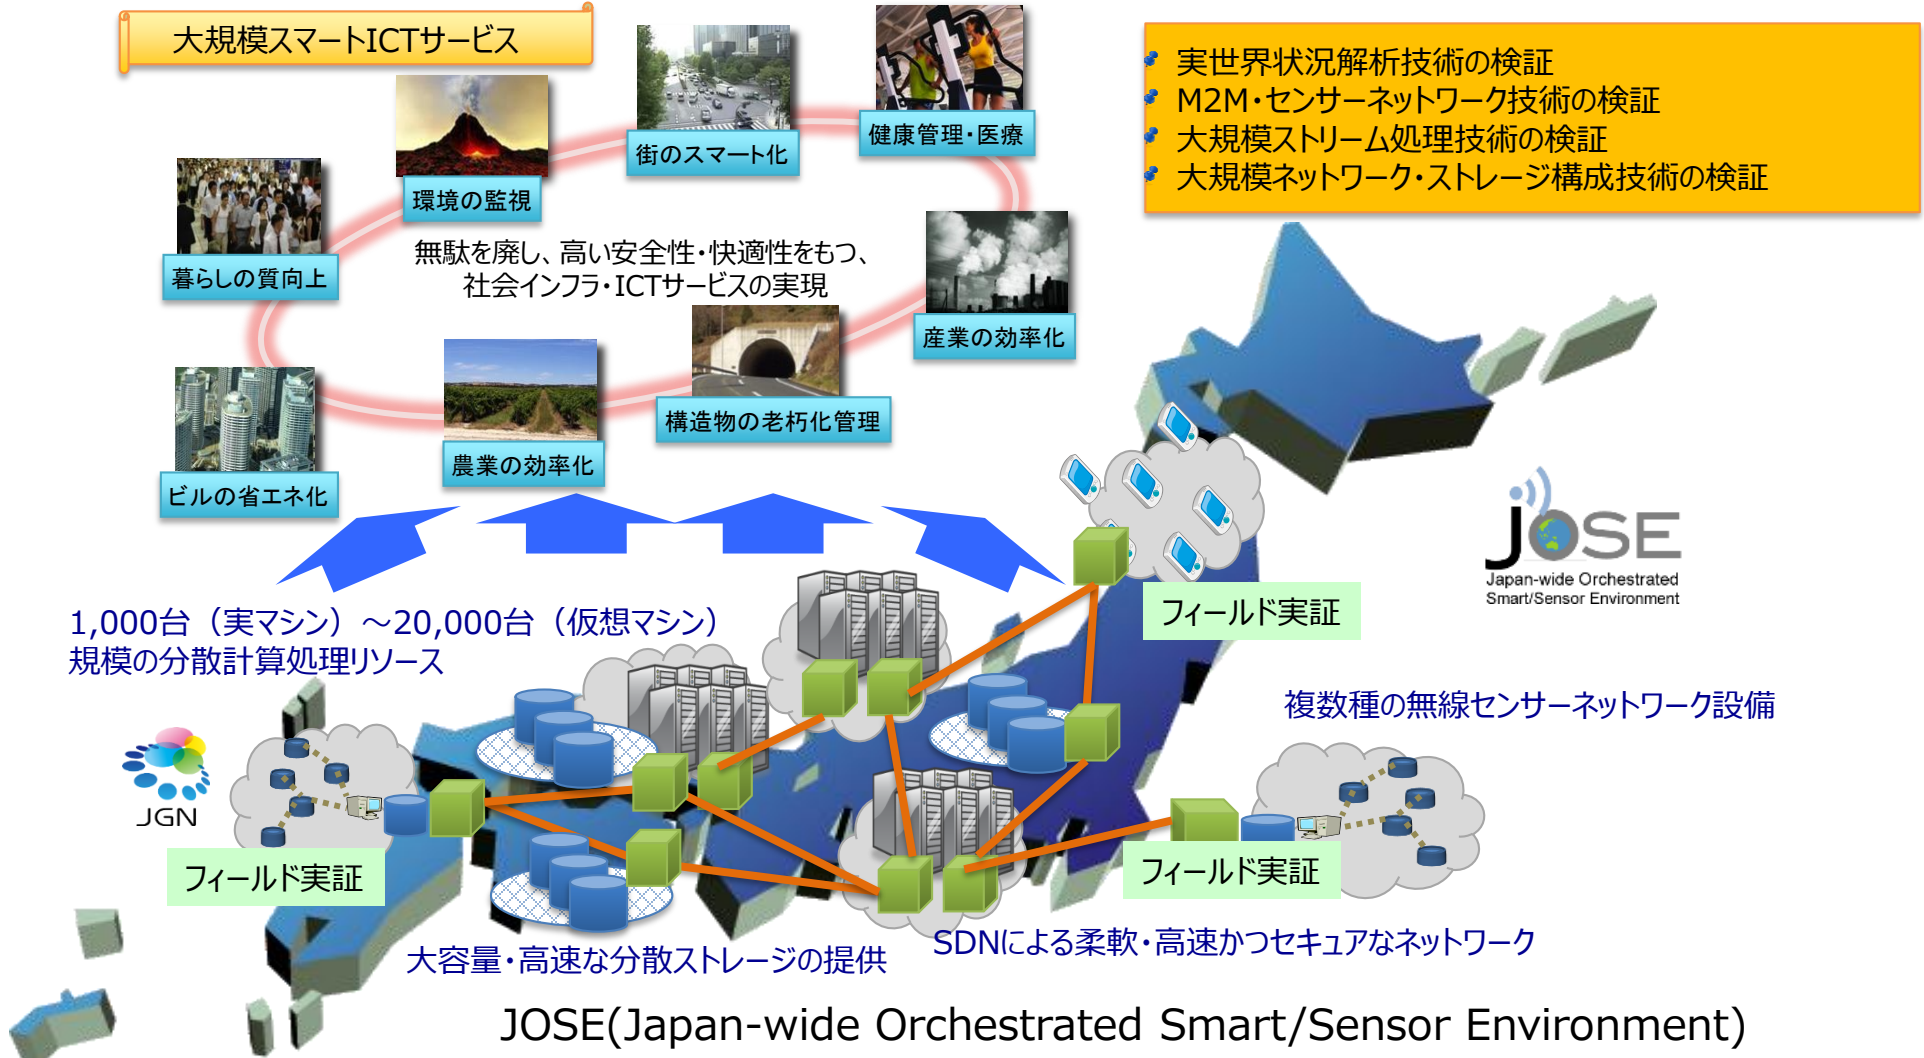 大規模スマートICTサービス
実世界状況解析技術の検証
M2M・センサーネットワーク技術の検証
大規模ストリーム処理技術の検証
大規模ネットワーク・ストレージ構成技術の検証
健康管理・医療
街のスマート化
環境の監視
暮らしの質向上
無駄を廃し、高い安全性・快適性をもつ、
社会インフラ・ICTサービスの実現
産業の効率化
構造物の老朽化管理
農業の効率化
ビルの省エネ化
JOSE
Japan-wide Orchestrated
Smart/Sensor Environment
フィールド実証
1,000台（実マシン）～20,000台（仮想マシン）
規模の分散計算処理リソース
複数種の無線センサーネットワーク設備
JGN
フィールド実証
フィールド実証
大容量・高速な分散ストレージの提供
SDNによる柔軟・高速かつセキュアなネットワーク
JOSE(Japan-wide Orchestrated Smart/Sensor Environment)